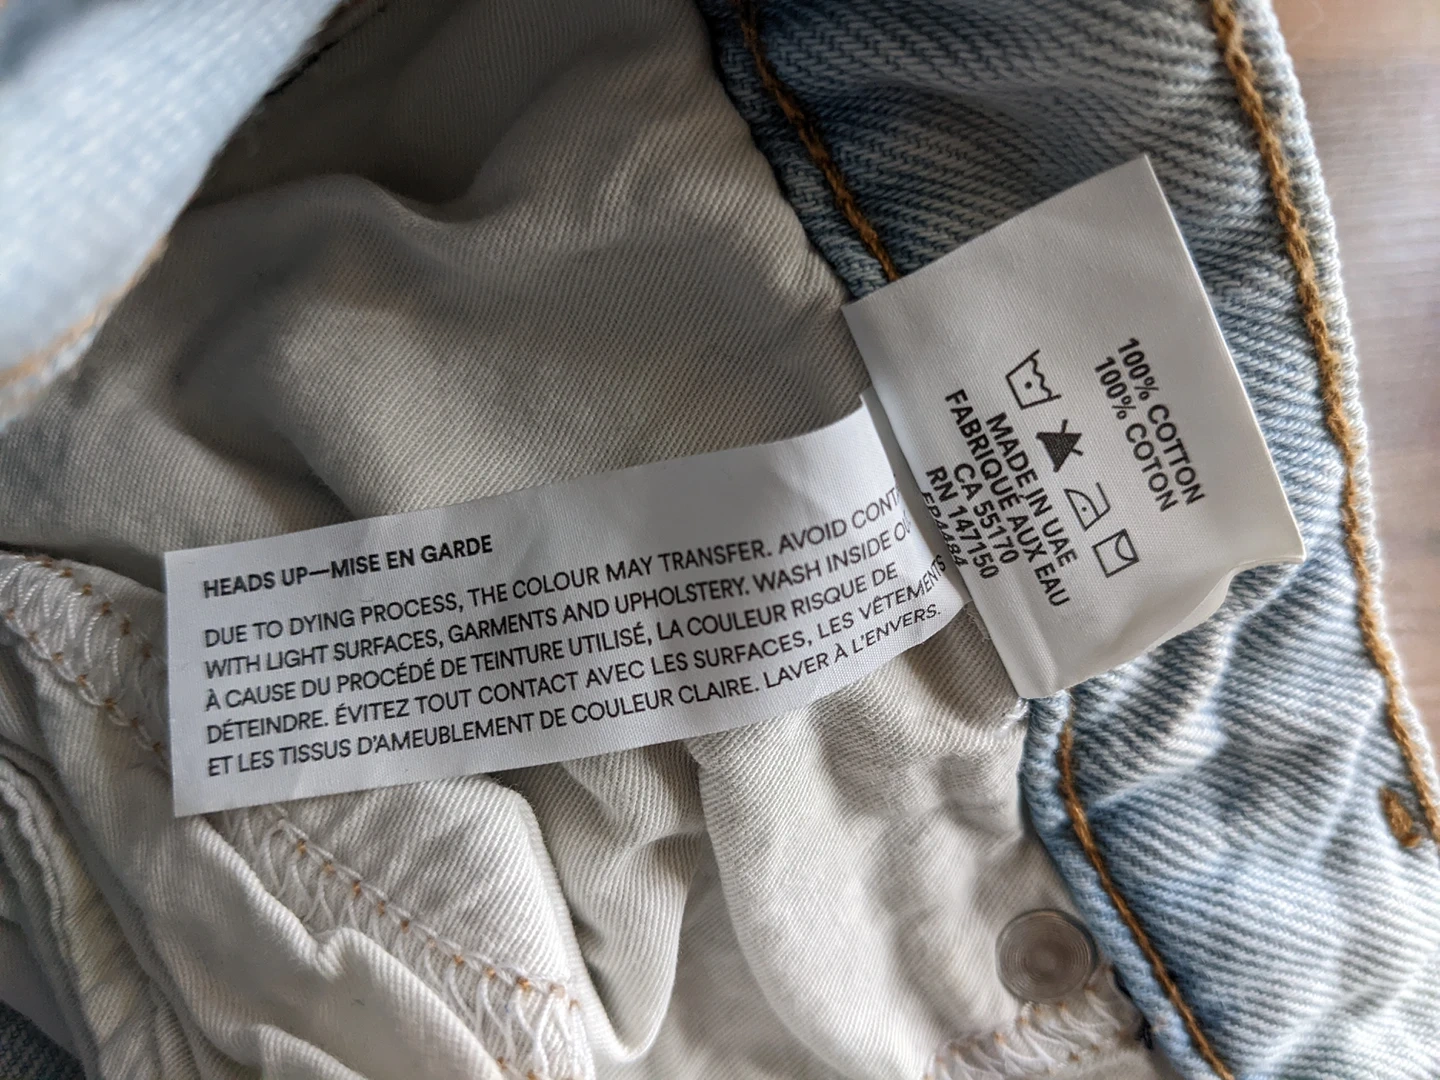 HEADS UP—MISE EN GARDE
DUE TO DYING PROCESS, THE COLOUR MAY TRANSFER. AVOID
WITH LIGHT SURFACES, GARMENTS AND UPHOLSTERY. WASH INSIDE
À CAUSE DU PROCÉDÉ DE TEINTURE UTILISÉ, LA COULEUR RISQUE DE
DÉTEINDRE. ÉVITEZ TOUT CONTACT AVEC LES SURFACES, LES VÊTEMENTS
ET LES TISSUS D'AMEUBLEMENT DE COULEUR CLAIRE. LAVER À L'ENVERS.
100% COTTON
100% COTON
MADE IN UAE
FABRIQUÉ AUX EAU
CA 55170
RN 147150